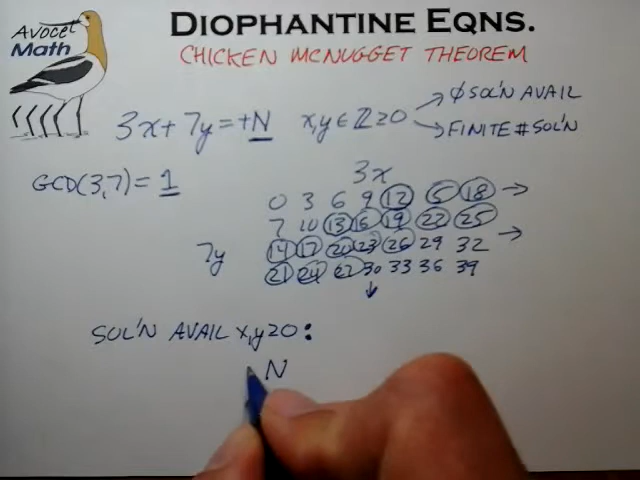 Avocet
Math
DIOPHANTINE EQNS.
CHICKEN MCNUGGET THEOREM
3x + 7y = +N x,y ∈ ℤ ≥0
∅ SOL'N AVAIL
FINITE # SOL'N
GCD(3,7) = 1
3x
0 3 6 9 12 15 18
7 10 13 16 19 22 25
7y
14 17 20 23 26 29 32
21 24 27 30 33 36 39
SOL'N AVAIL x,y ≥0:
N